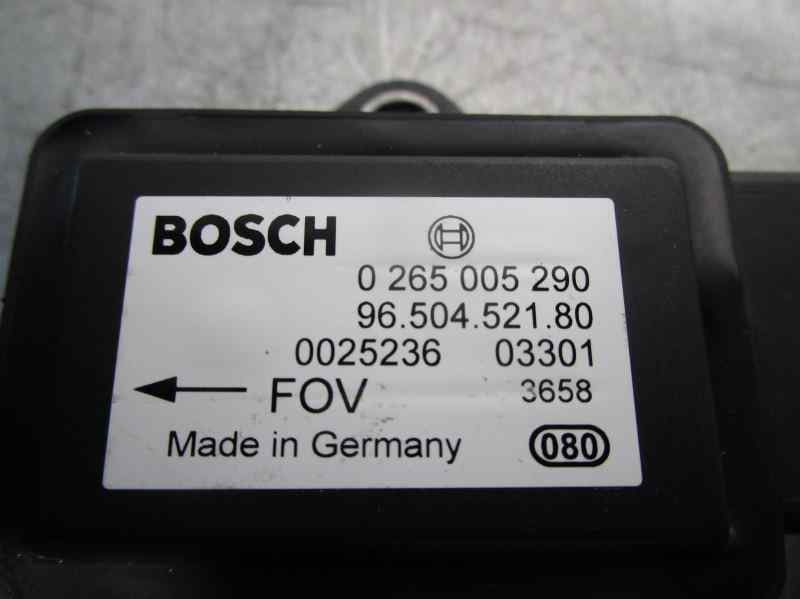 BOSCH
0 265 005 290
96.504.521.80
0025236 03301
FOV 3658
Made in Germany 080